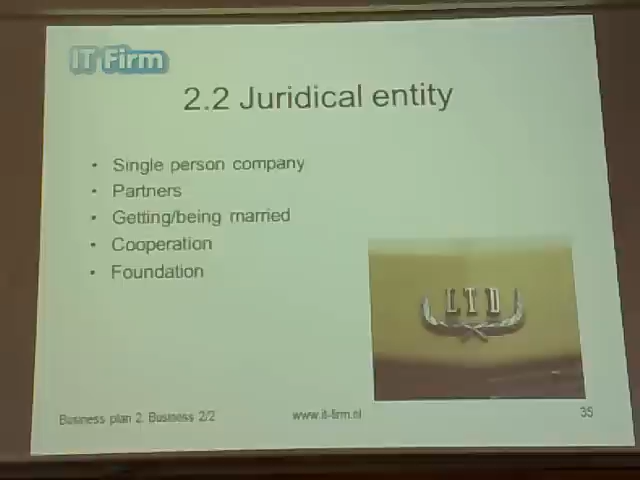 IT Firm
2.2 Juridical entity
• Single person company
• Partners
• Getting/being married
• Cooperation
• Foundation
LTD
Business plan 2. Business 2/2
www.it-firm.nl
35